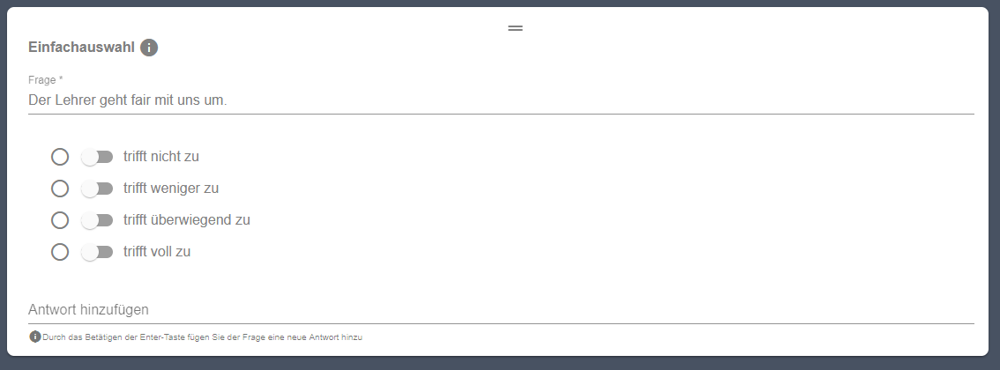 Einfachauswahl
Frage *
Der Lehrer geht fair mit uns um.
trifft nicht zu
trifft weniger zu
trifft überwiegend zu
trifft voll zu
Antwort hinzufügen
Durch das Betätigen der Enter-Taste fügen Sie der Frage eine neue Antwort hinzu